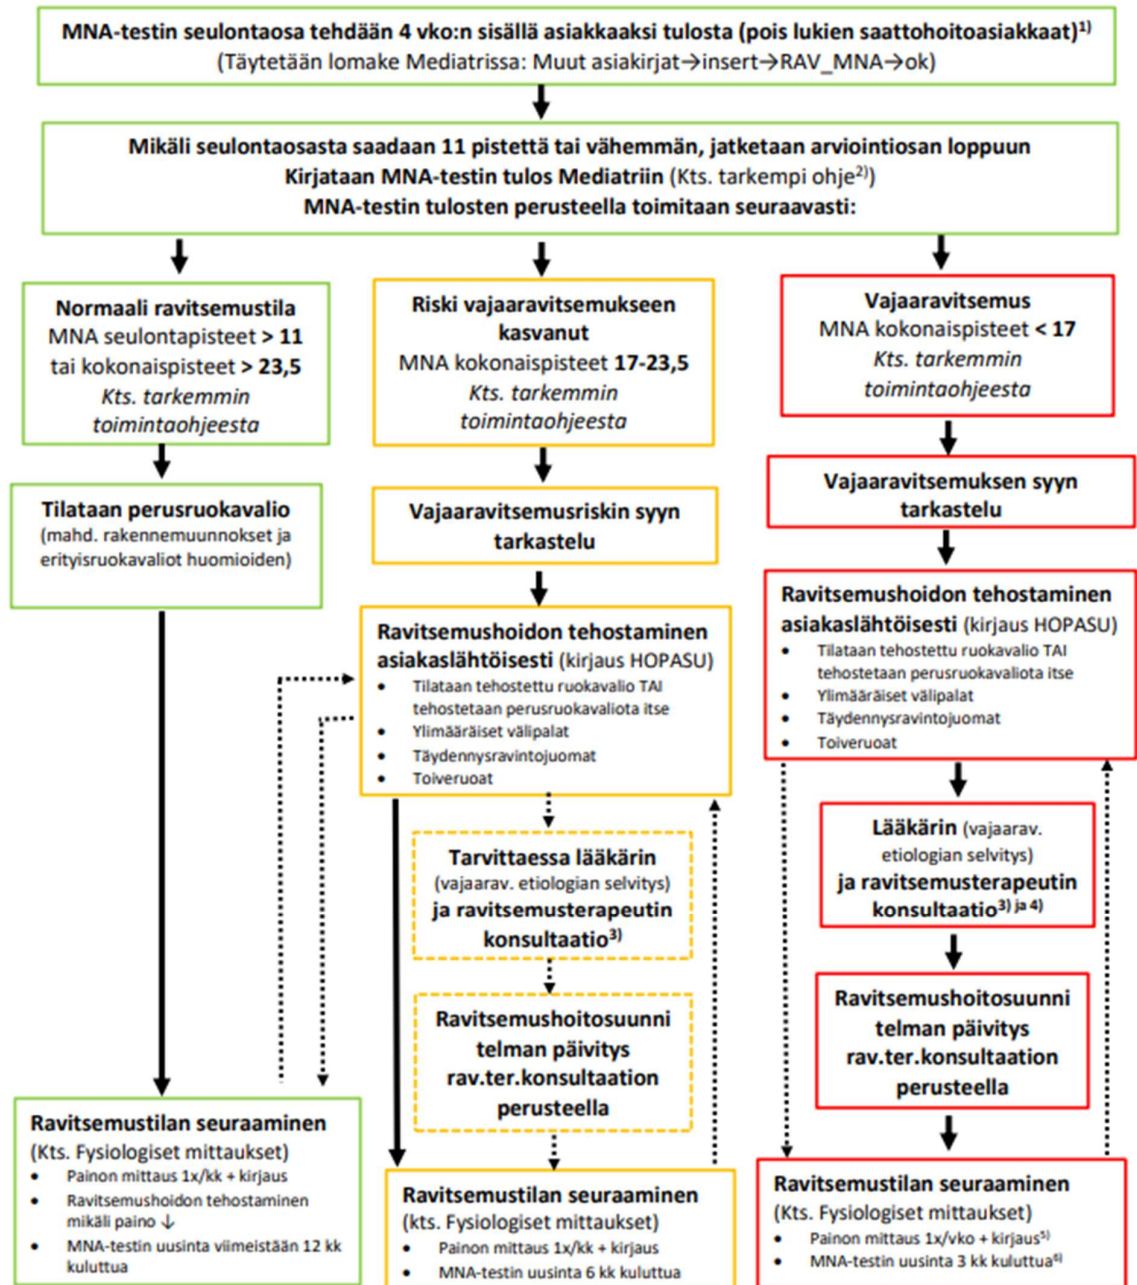 MNA-testin seulontaosa tehdään 4 vko:n sisällä asiakkaaksi tulosta (pois lukien saattohoitoasiakkaat)1)
(Täytetään lomake Mediatrissa: Muut asiakirjat→insert→RAV_MNA→ok)
Mikäli seulontaosasta saadaan 11 pistettä tai vähemmän, jatketaan arviointiosan loppuun
Kirjataan MNA-testin tulos Mediatriin (Kts. tarkempi ohje2))
MNA-testin tulosten perusteella toimitaan seuraavasti:
Normaali ravitsemustila
MNA seulontapisteet > 11
tai kokonaispisteet > 23,5
Kts. tarkemmin
toimintaohjeesta
Tilataan perusruokavalio
(mahd. rakennemuunnokset ja
erityisruokavaliot huomioiden)
Ravitsemustilan seuraaminen
(Kts. Fysiologiset mittaukset)
• Painon mittaus 1x/kk + kirjaus
• Ravitsemushoidon tehostaminen
mikäli paino ↓
• MNA-testin uusinta viimeistään 12 kk
kuluttua
Riski vajaaravitsemukseen
kasvanut
MNA kokonaispisteet 17-23,5
Kts. tarkemmin
toimintaohjeesta
Vajaaravitsemusriskin syyn
tarkastelu
Ravitsemushoidon tehostaminen
asiakaslähtöisesti (kirjaus HOPASU)
• Tilataan tehostettu ruokavalio TAI
tehostetaan perusruokavaliota itse
• Ylimääräiset välipalat
• Täydennysravintojuomat
• Toiveruoat
Tarvittaessa lääkärin
(vajaarav. etiologian selvitys)
ja ravitsemusterapeutin
konsultaatio3)
Ravitsemushoitosuunni
telman päivitys
rav.ter.konsultaation
perusteella
Ravitsemustilan seuraaminen
(kts. Fysiologiset mittaukset)
• Painon mittaus 1x/kk + kirjaus
• MNA-testin uusinta 6 kk kuluttua
Vajaaravitsemus
MNA kokonaispisteet < 17
Kts. tarkemmin
toimintaohjeesta
Vajaaravitsemuksen syyn
tarkastelu
Ravitsemushoidon tehostaminen
asiakaslähtöisesti (kirjaus HOPASU)
• Tilataan tehostettu ruokavalio TAI
tehostetaan perusruokavaliota itse
• Ylimääräiset välipalat
• Täydennysravintojuomat
• Toiveruoat
Lääkärin (vajaarav.
etiologian selvitys)
ja ravitsemusterapeutin
konsultaatio3) ja 4)
Ravitsemushoitosuunni
telman päivitys
rav.ter.konsultaation
perusteella
Ravitsemustilan seuraaminen
(Kts. Fysiologiset mittaukset)
• Painon mittaus 1x/vko + kirjaus5)
• MNA-testin uusinta 3 kk kuluttua6)